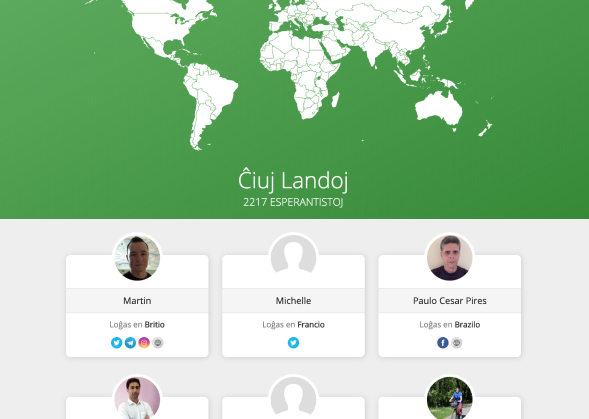 Ĉiuj Landoj
2217 ESPERANTISTOJ
Martin
Michelle
Paulo Cesar Pires
Loĝas en Britio
Loĝas en Francio
Loĝas en Brazilo